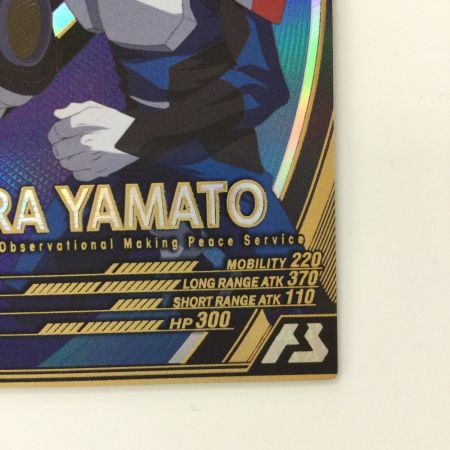 RA YAMATO
Observational Making Peace Service
MOBILITY 220
LONG RANGE ATK 370
SHORT RANGE ATK 110
HP 300